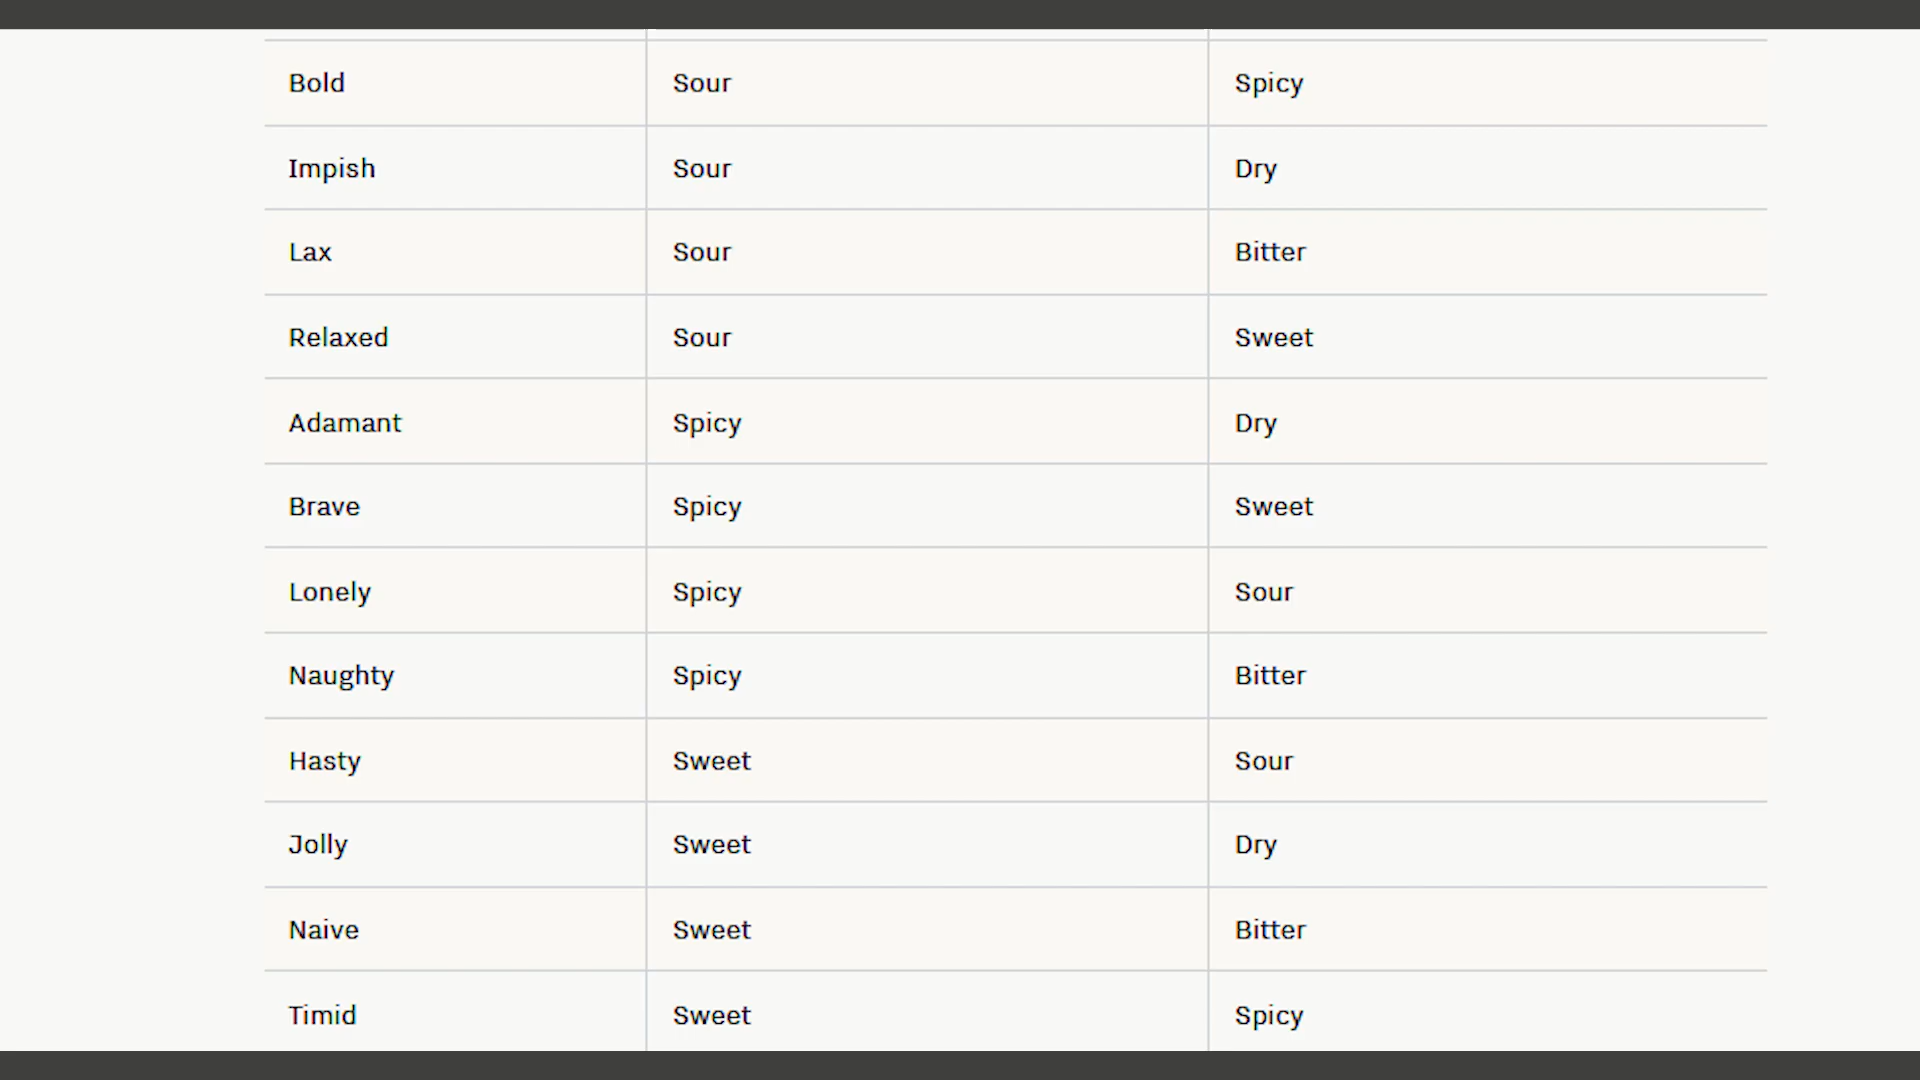 Bold Sour Spicy
Impish Sour Dry
Lax Sour Bitter
Relaxed Sour Sweet
Adamant Spicy Dry
Brave Spicy Sweet
Lonely Spicy Sour
Naughty Spicy Bitter
Hasty Sweet Sour
Jolly Sweet Dry
Naive Sweet Bitter
Timid Sweet Spicy